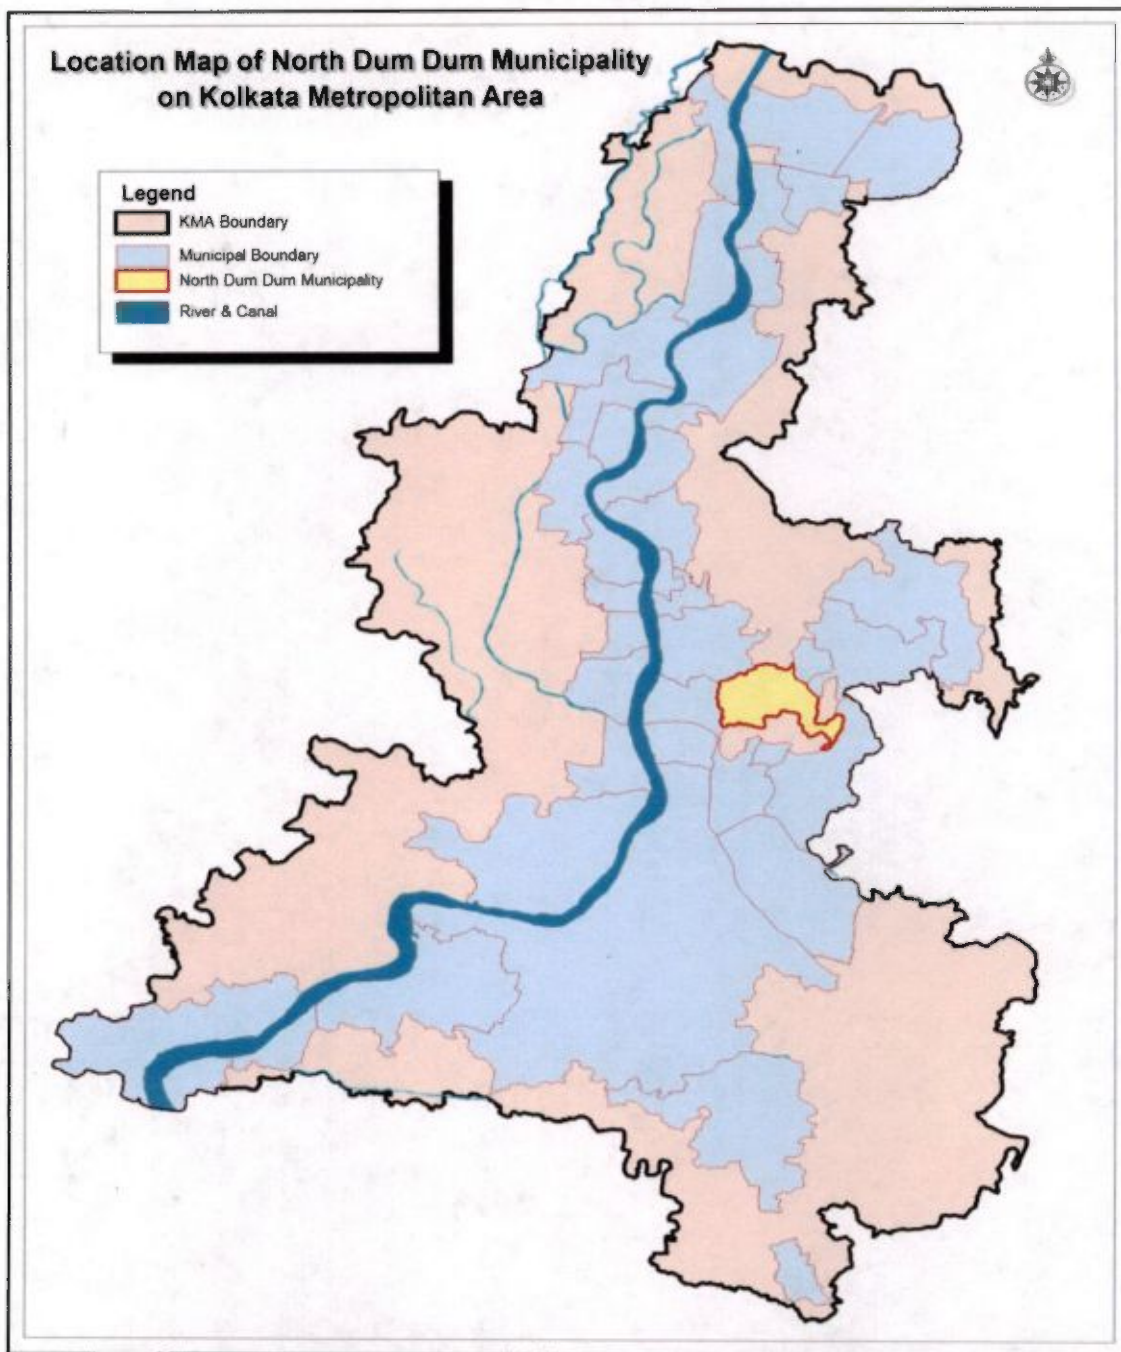 Location Map of North Dum Dum Municipality
on Kolkata Metropolitan Area
Legend
KMA Boundary
Municipal Boundary
North Dum Dum Municipality
River & Canal